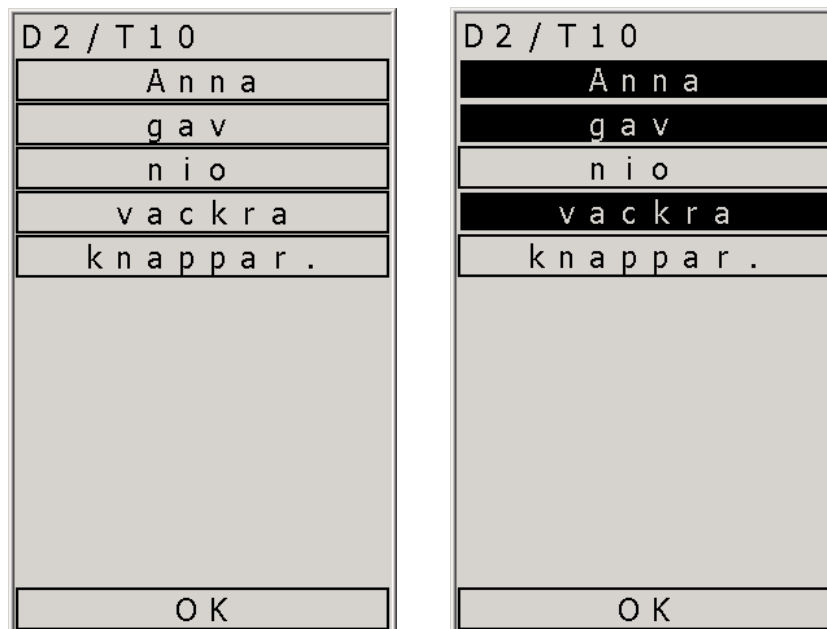 D2/T10
Anna
gav
nio
vackra
knappar.
OK
D2/T10
Anna
gav
nio
vackra
knappar.
OK